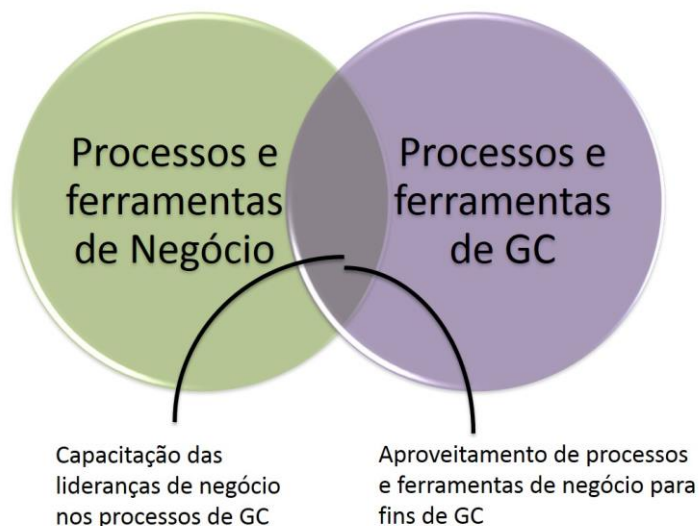 Processos e
ferramentas
de Negócio
Processos e
ferramentas
de GC
Capacitação das
lideranças de negócio
nos processos de GC
Aproveitamento de processos
e ferramentas de negócio para
fins de GC